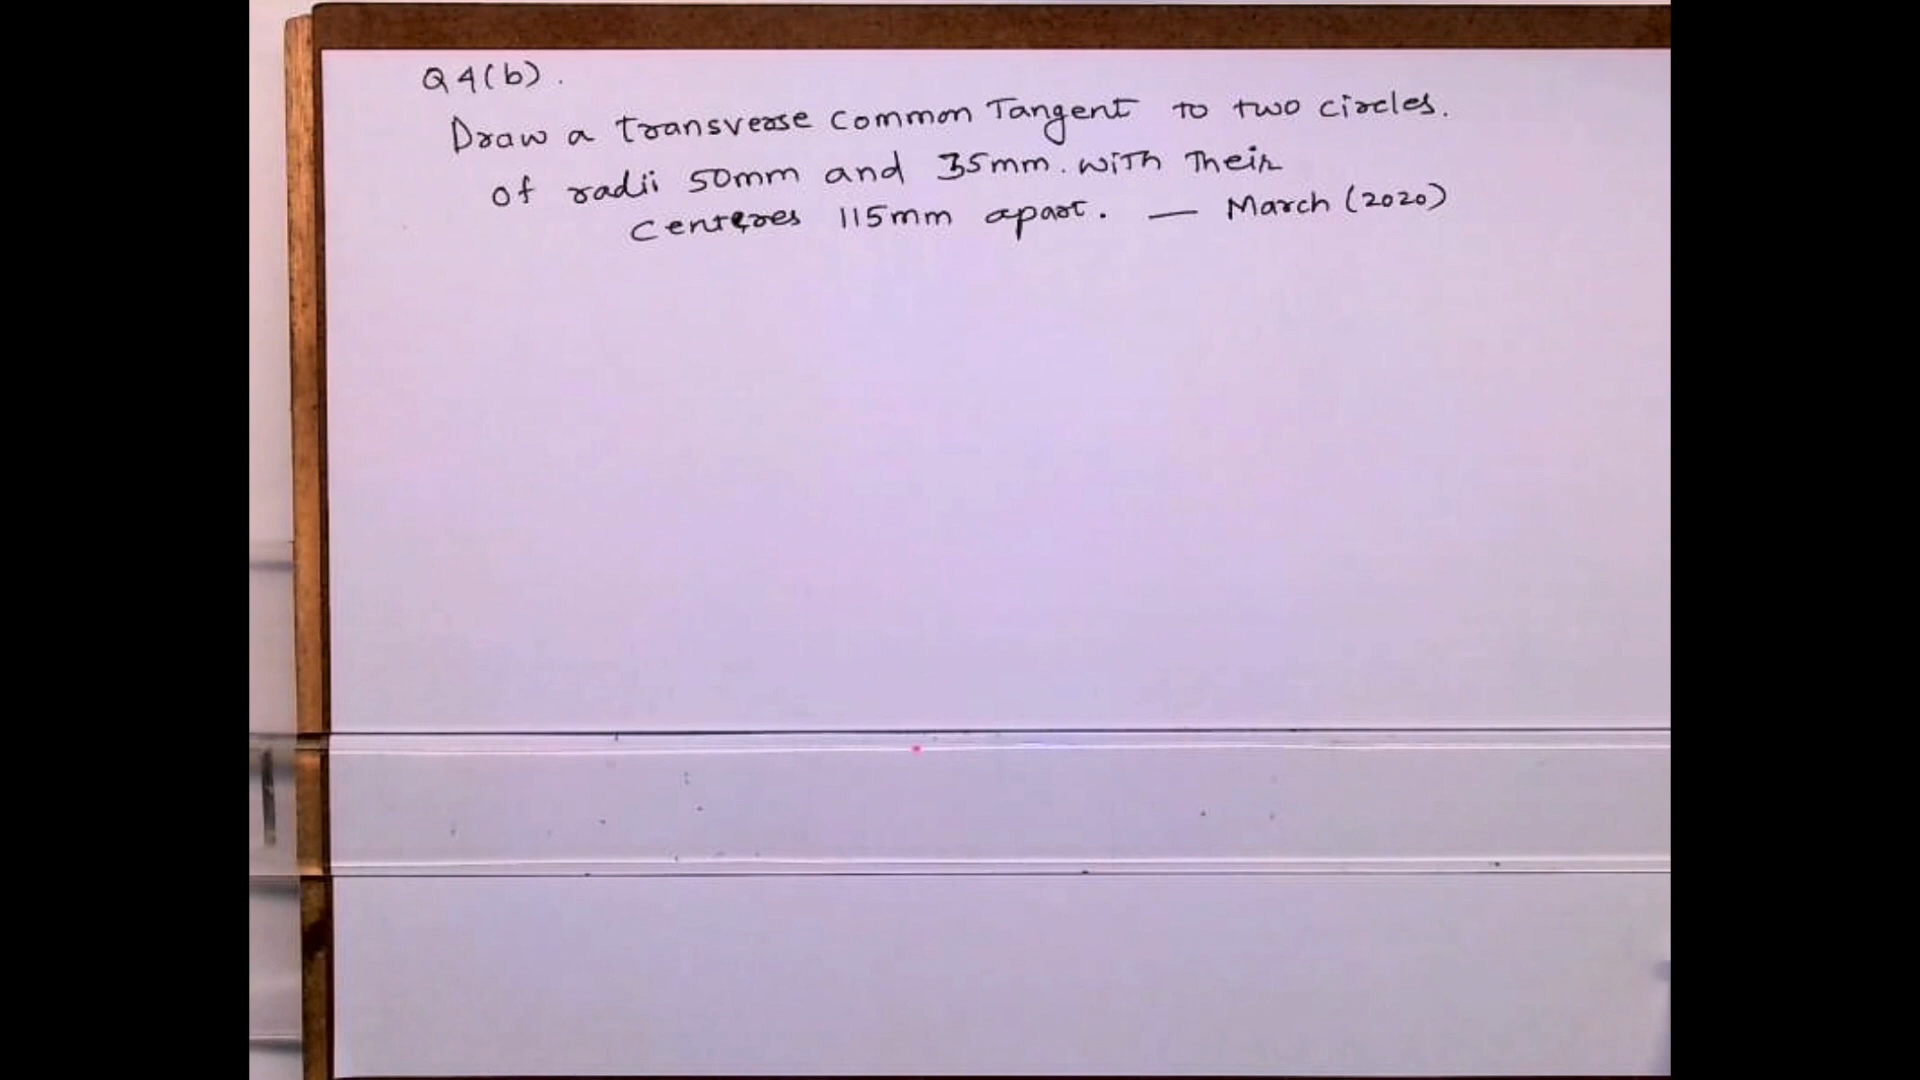 Q4(b).
Draw a transverse common Tangent to two circles.
of radii 50mm and 35mm. with Their
Centres 115mm apart. — March (2020)